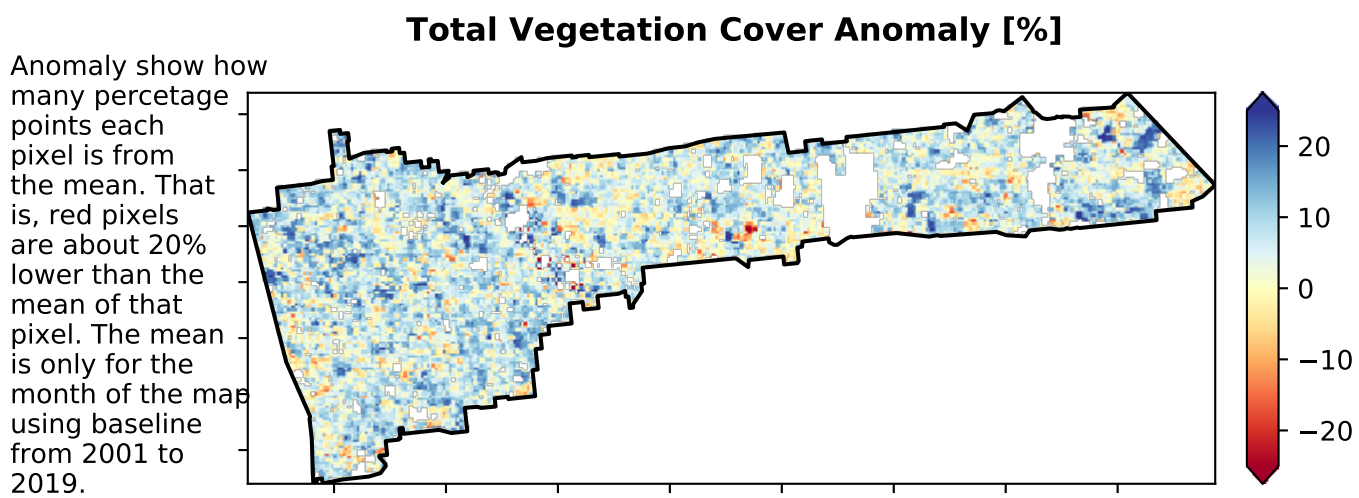 Total Vegetation Cover Anomaly [%]
Anomaly show how
many percetage
points each
pixel is from
the mean. That
is, red pixels
are about 20%
lower than the
mean of that
pixel. The mean
is only for the
month of the map
using baseline
from 2001 to
2019.
20
10
0
−10
−20